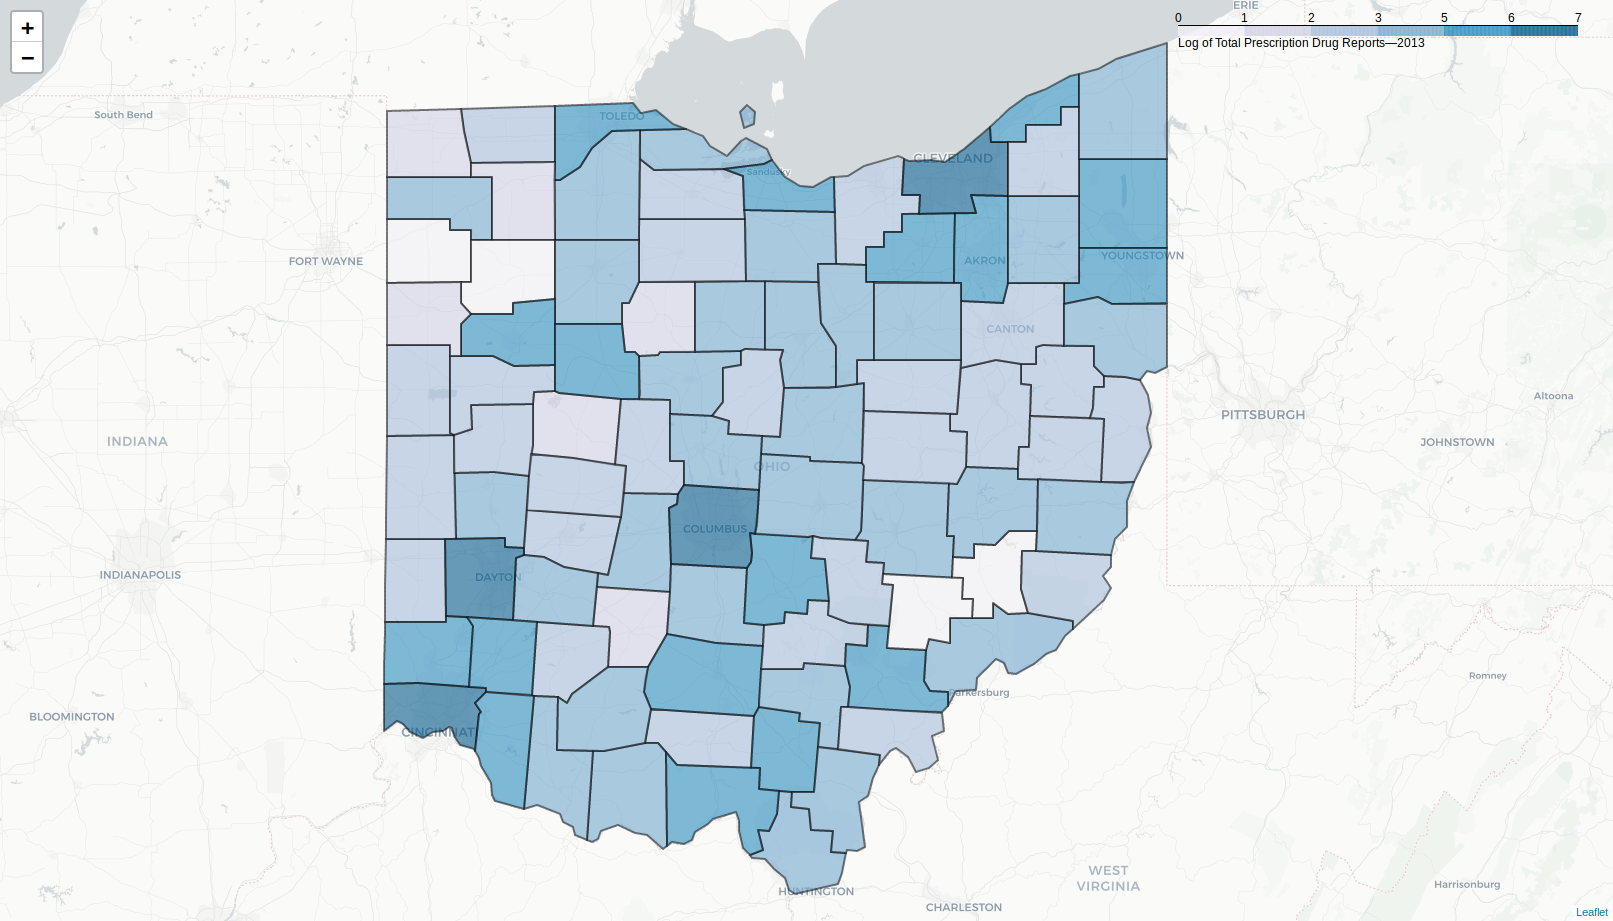 +
−
ERIE
0 1 2 3 5 6 7
Log of Total Prescription Drug Reports—2013
South Bend
TOLEDO
CLEVELAND
Sandusky
FORT WAYNE
AKRON
YOUNGSTOWN
CANTON
Altoona
PITTSBURGH
INDIANA
JOHNSTOWN
OHIO
COLUMBUS
INDIANAPOLIS
DAYTON
Romney
Parkersburg
BLOOMINGTON
CINCINNATI
WEST
VIRGINIA
Harrisonburg
HUNTINGTON
CHARLESTON
Leaflet